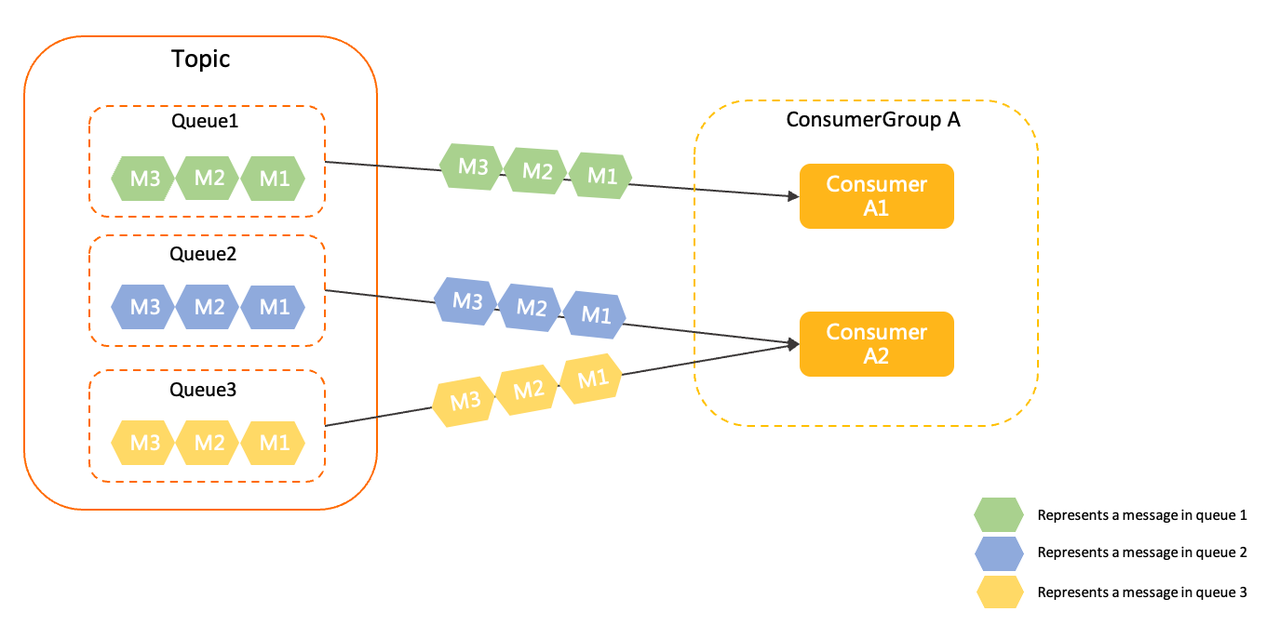 Topic
Queue1
M3 M2 M1
Queue2
M3 M2 M1
Queue3
M3 M2 M1
M3 M2 M1
M3 M2 M1
M3 M2 M1
ConsumerGroup A
Consumer
A1
Consumer
A2
Represents a message in queue 1
Represents a message in queue 2
Represents a message in queue 3